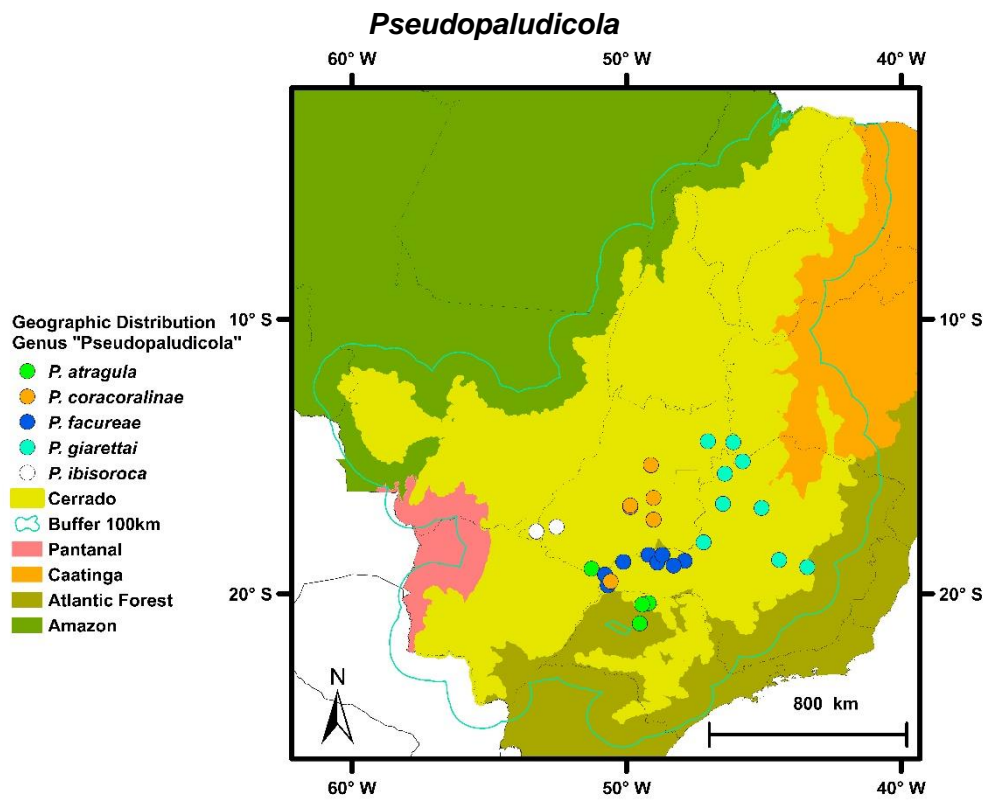 Pseudopaludicola
60° W 50° W 40° W
10° S 10° S
Geographic Distribution
Genus "Pseudopaludicola"
P. atragula
P. coracoralinae
P. facureae
P. giarettai
P. ibisoroca
Cerrado
Buffer 100km
Pantanal
Caatinga
Atlantic Forest
Amazon
20° S 20° S
N
800 km
60° W 50° W 40° W